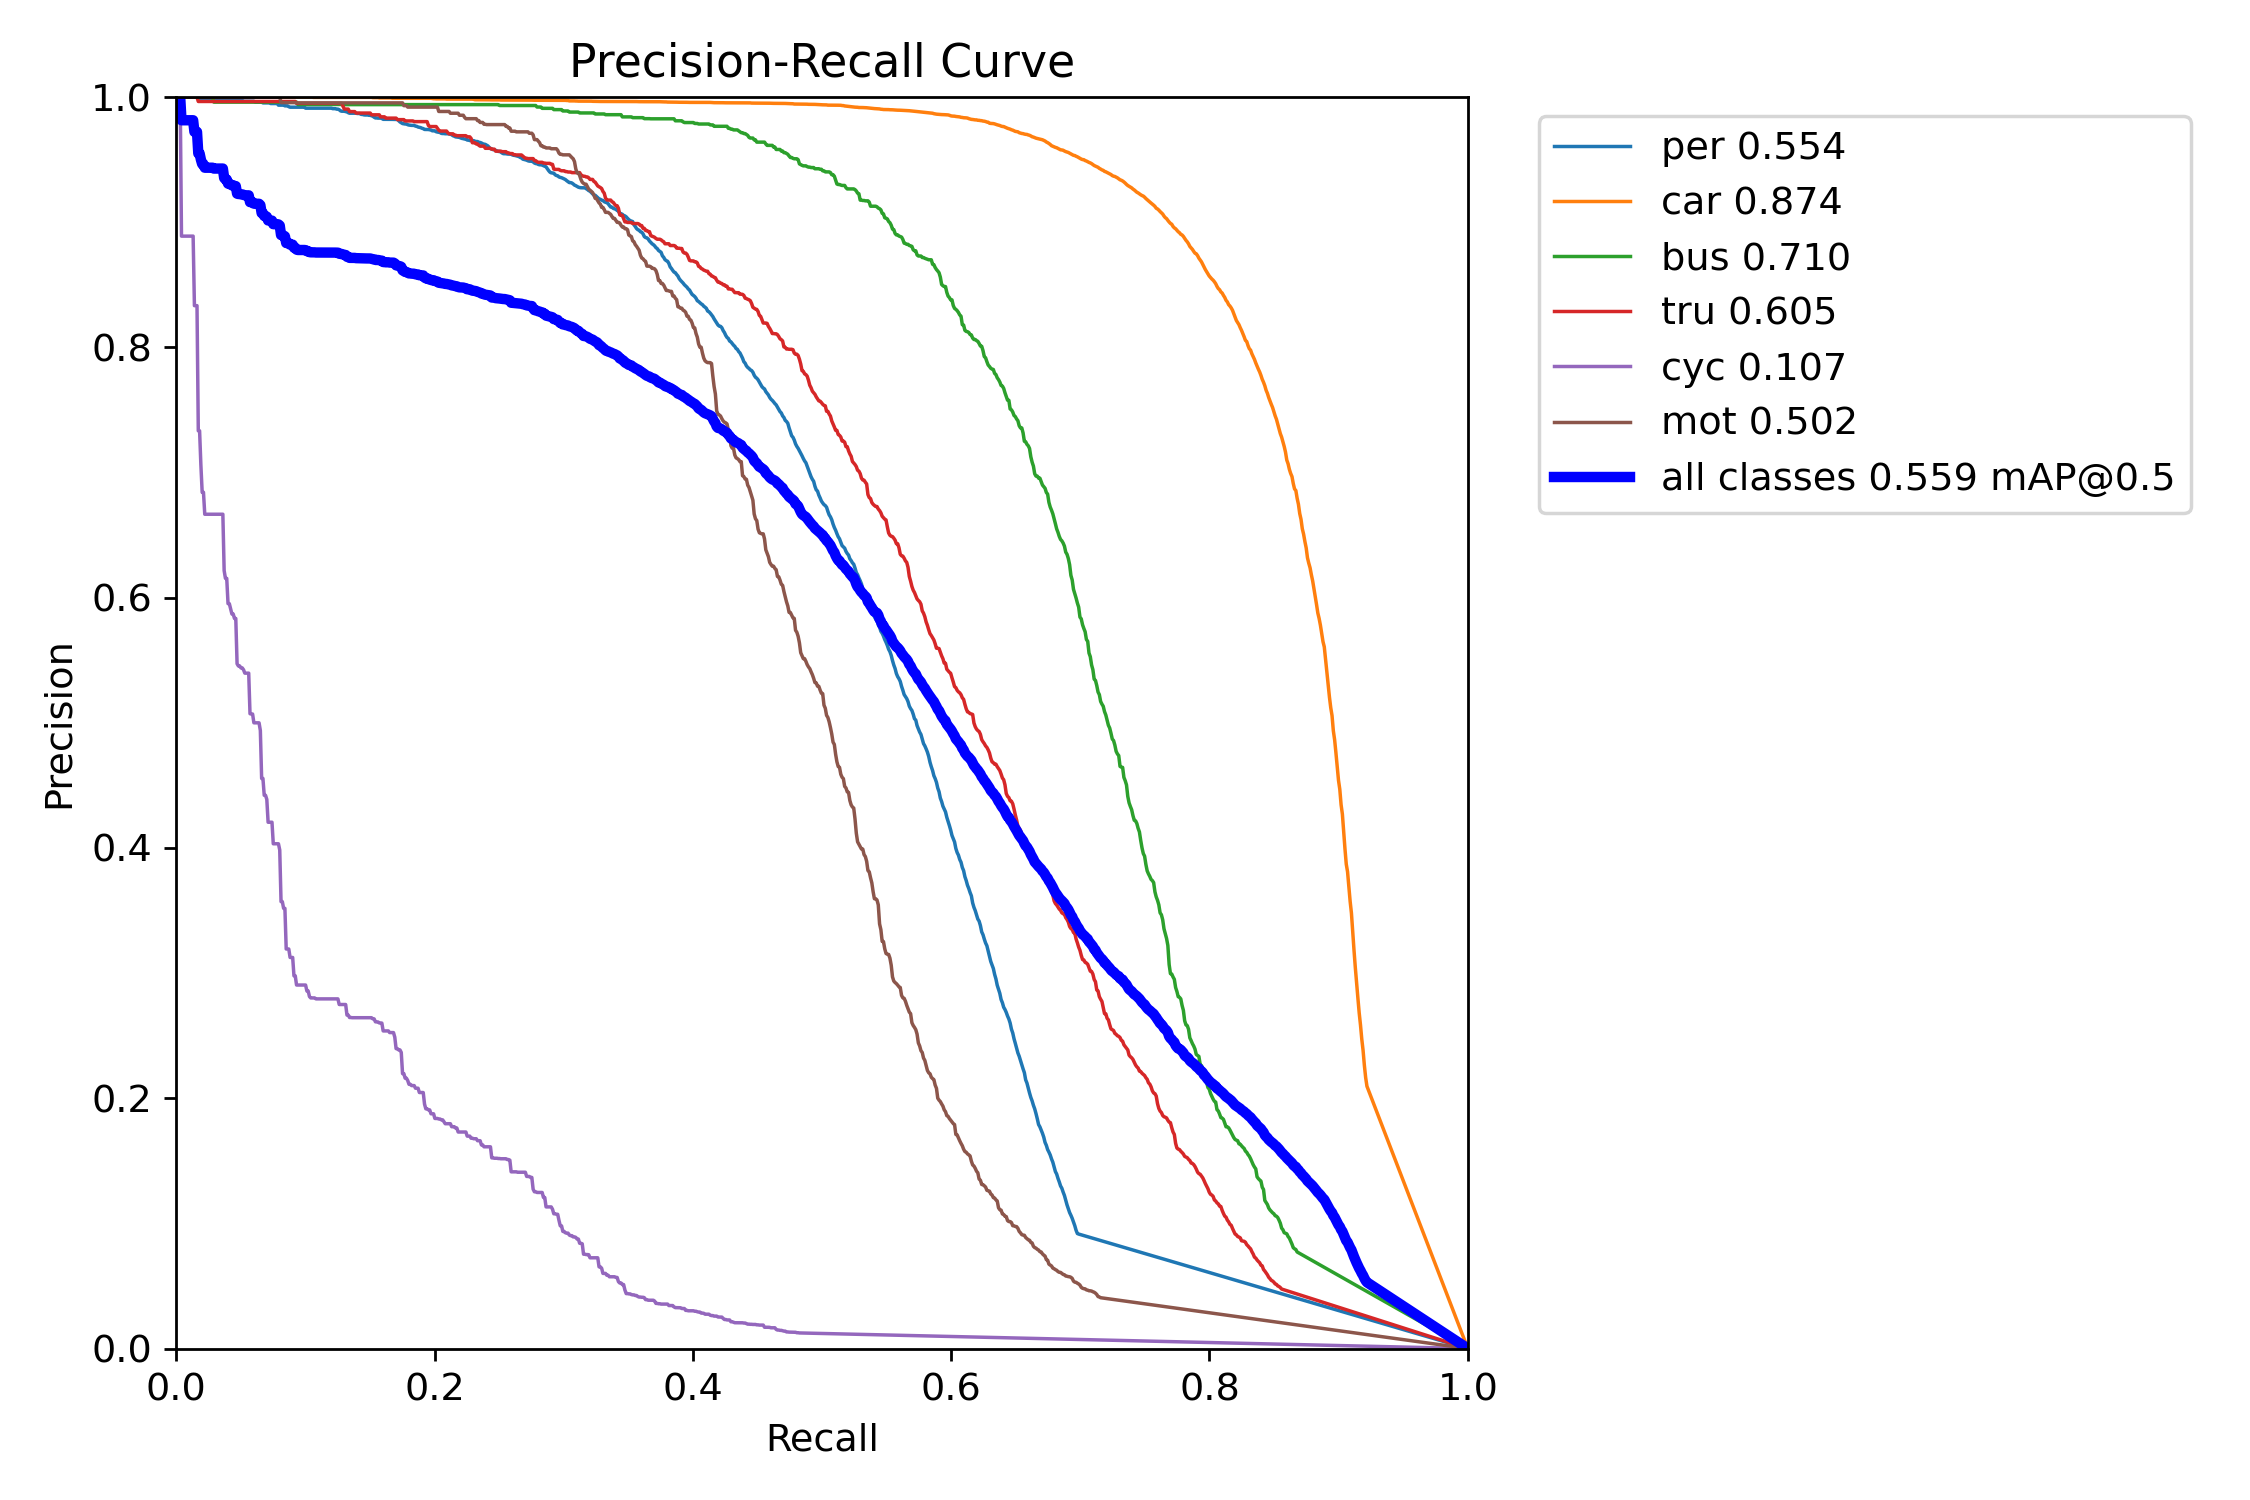 Precision-Recall Curve
1.0
0.8
0.6
0.4
0.2
0.0
Precision
0.0 0.2 0.4 0.6 0.8 1.0
Recall
per 0.554
car 0.874
bus 0.710
tru 0.605
cyc 0.107
mot 0.502
all classes 0.559 mAP@0.5